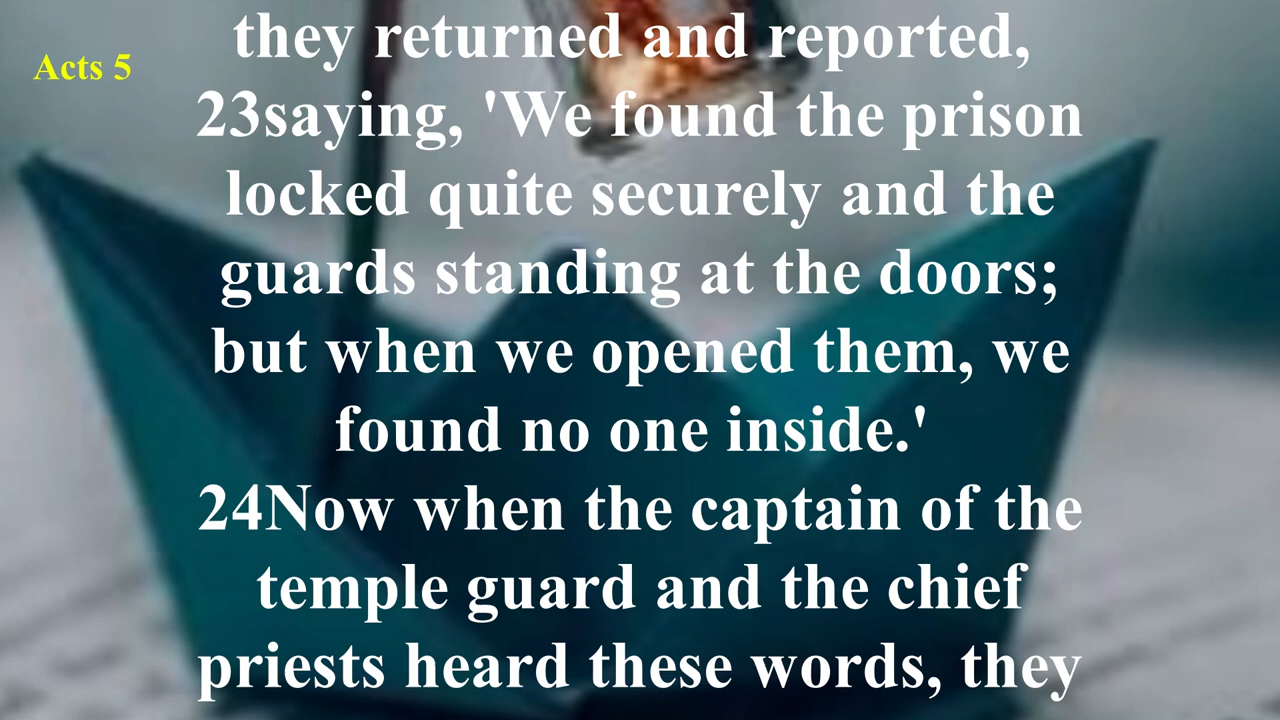 Acts 5
they returned and reported,
23saying, 'We found the prison
locked quite securely and the
guards standing at the doors;
but when we opened them, we
found no one inside.'
24Now when the captain of the
temple guard and the chief
priests heard these words, they